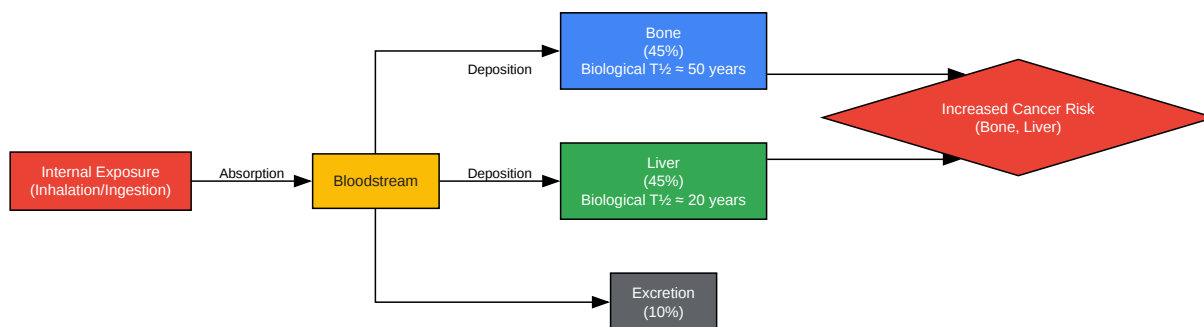 Internal Exposure
(Inhalation/Ingestion)
Absorption
Bloodstream
Deposition
Bone
(45%)
Biological T½ ≈ 50 years
Deposition
Liver
(45%)
Biological T½ ≈ 20 years
Increased Cancer Risk
(Bone, Liver)
Excretion
(10%)